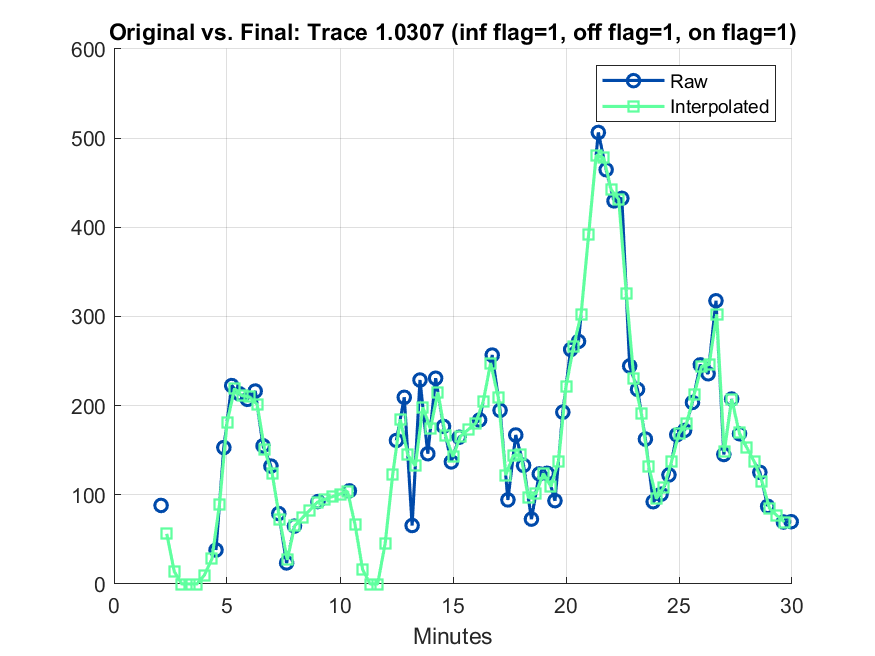 Original vs. Final: Trace 1.0307 (inf flag=1, off flag=1, on flag=1)
600
500
400
300
200
100
0
Raw
Interpolated
0 5 10 15 20 25 30
Minutes